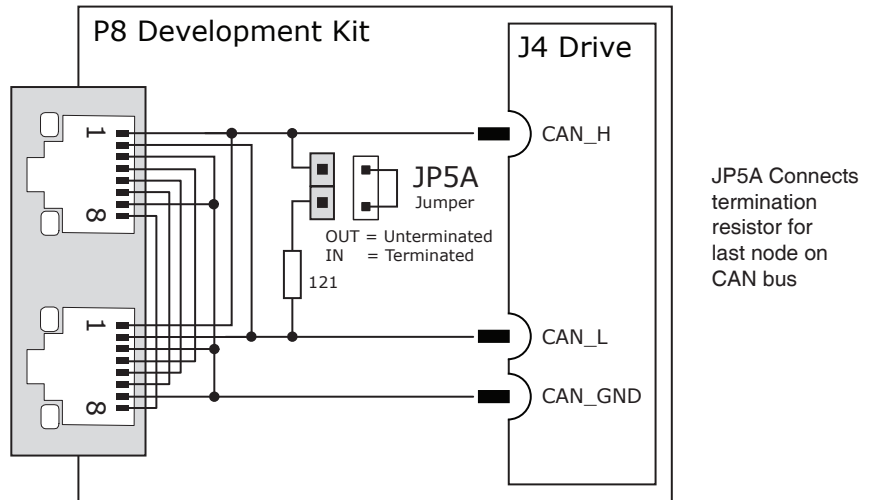 P8 Development Kit
J4 Drive
1
8
CAN_H
JP5A
Jumper
OUT = Unterminated
IN = Terminated
121
JP5A Connects
termination
resistor for
last node on
CAN bus
1
8
CAN_L
CAN_GND